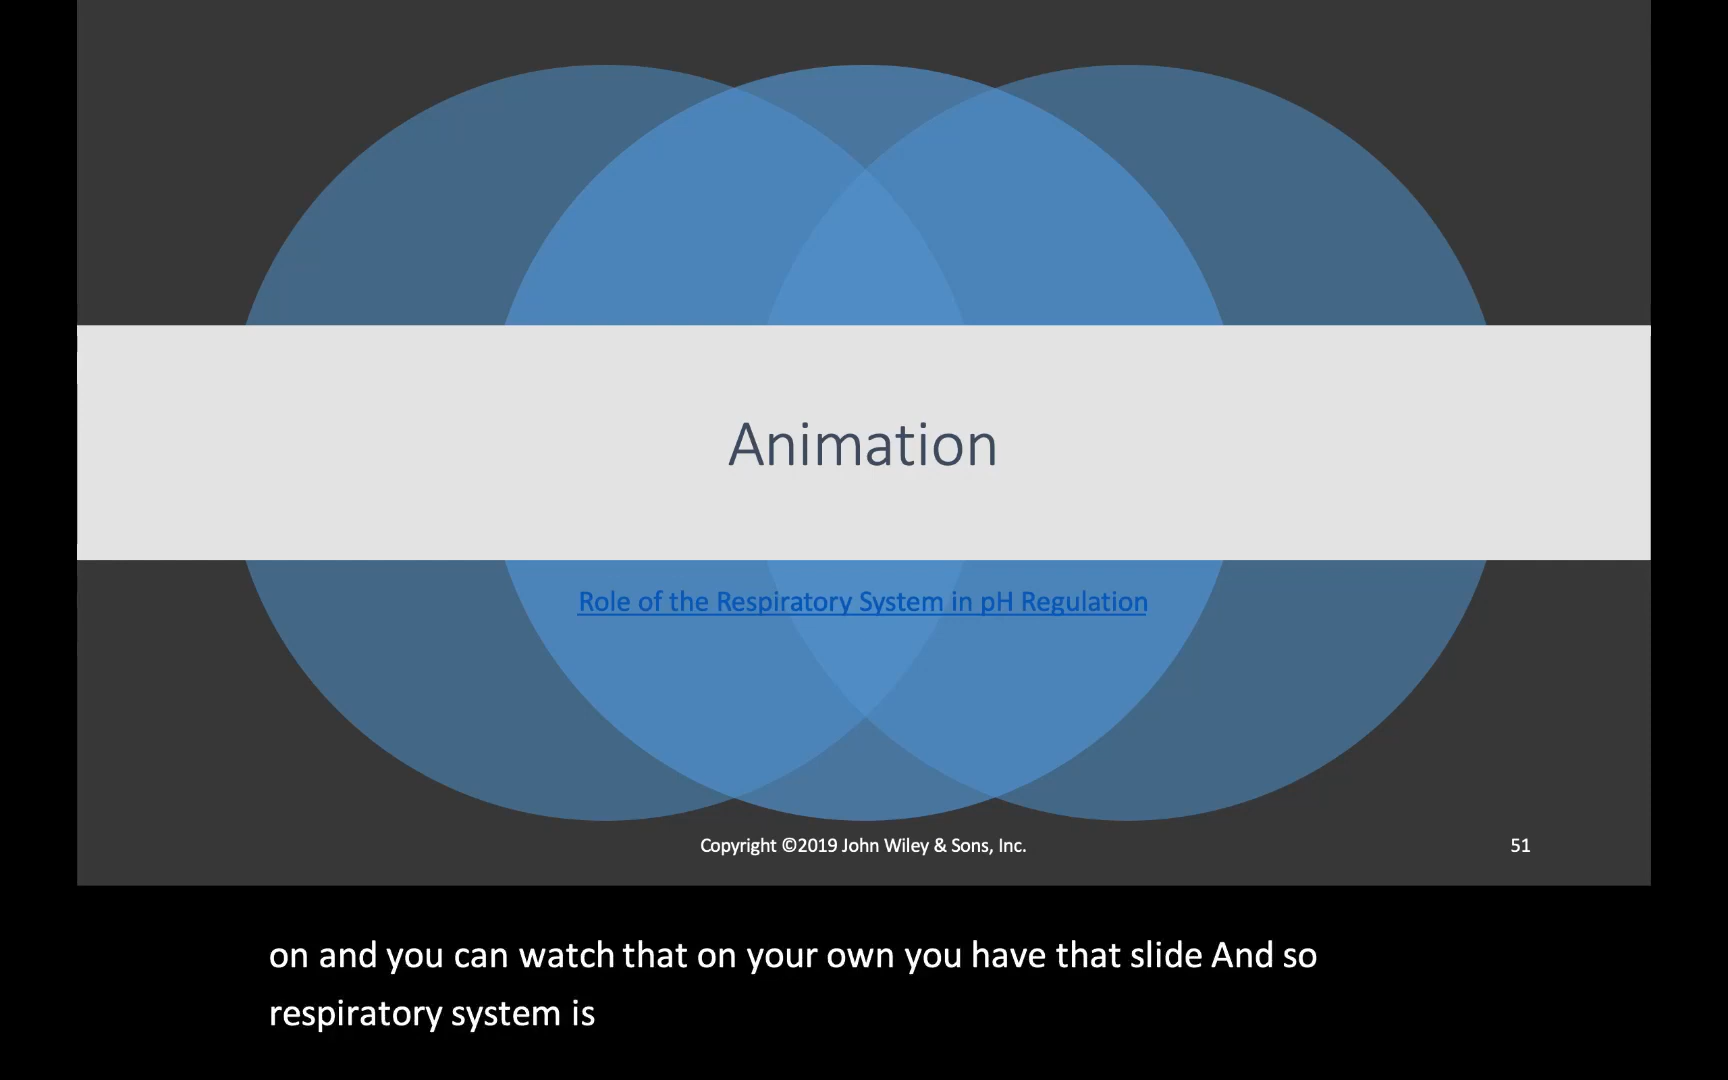 Animation
Role of the Respiratory System in pH Regulation
Copyright ©2019 John Wiley & Sons, Inc.
51
on and you can watch that on your own you have that slide And so
respiratory system is